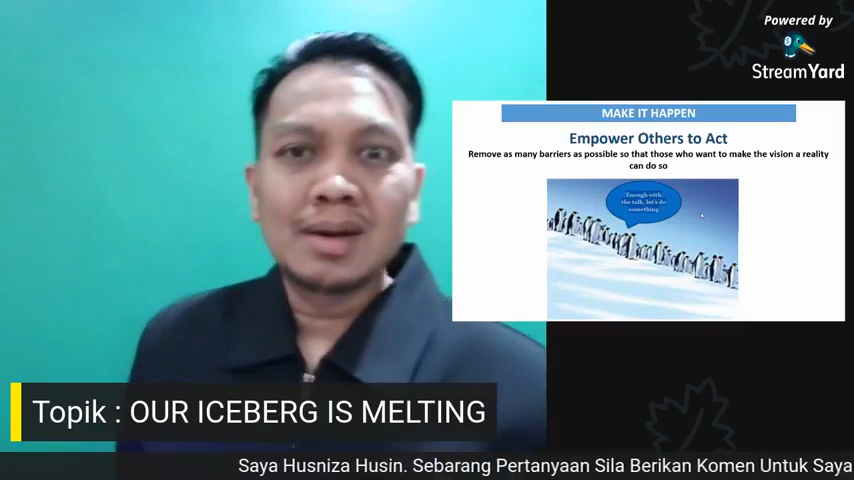 Powered by
StreamYard
MAKE IT HAPPEN
Empower Others to Act
Remove as many barriers as possible so that those who want to make the vision a reality
can do so
Enough with
the talk, let's do
something
Topik : OUR ICEBERG IS MELTING
Saya Husniza Husin. Sebarang Pertanyaan Sila Berikan Komen Untuk Saya